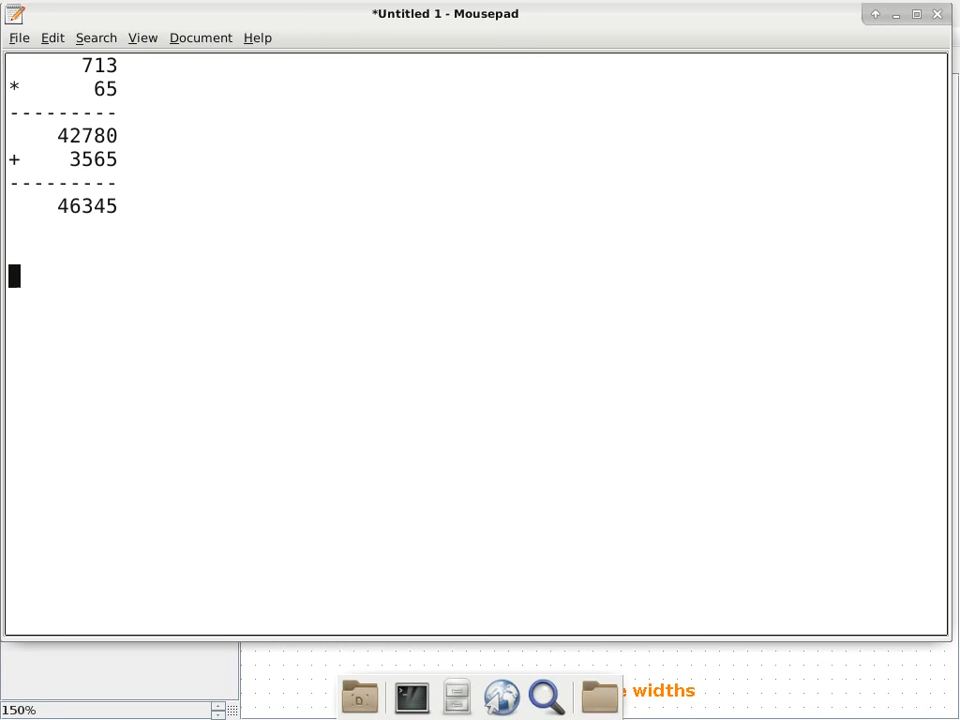 *Untitled 1 - Mousepad
File Edit Search View Document Help
713
* 65
---------
42780
+ 3565
---------
46345
widths
150%